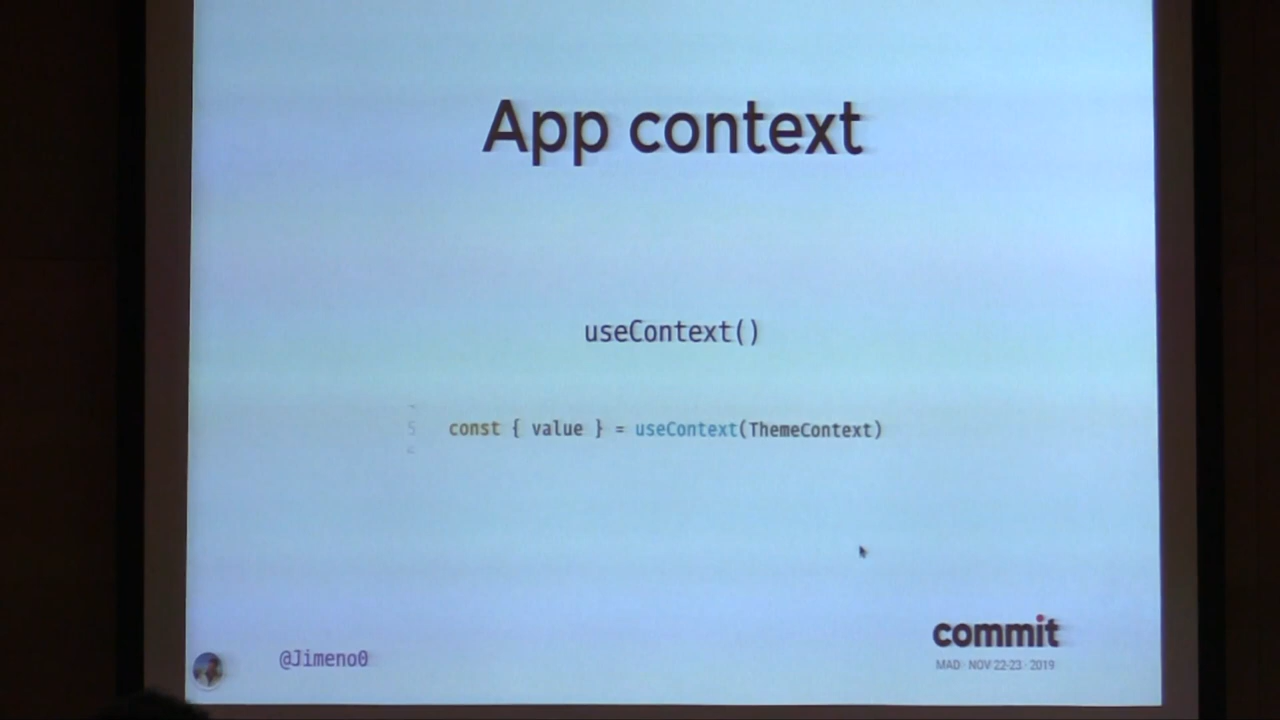 App context
useContext()
5 const { value } = useContext(ThemeContext)
@Jimeno0
commit
MAD · NOV 22-23 · 2019